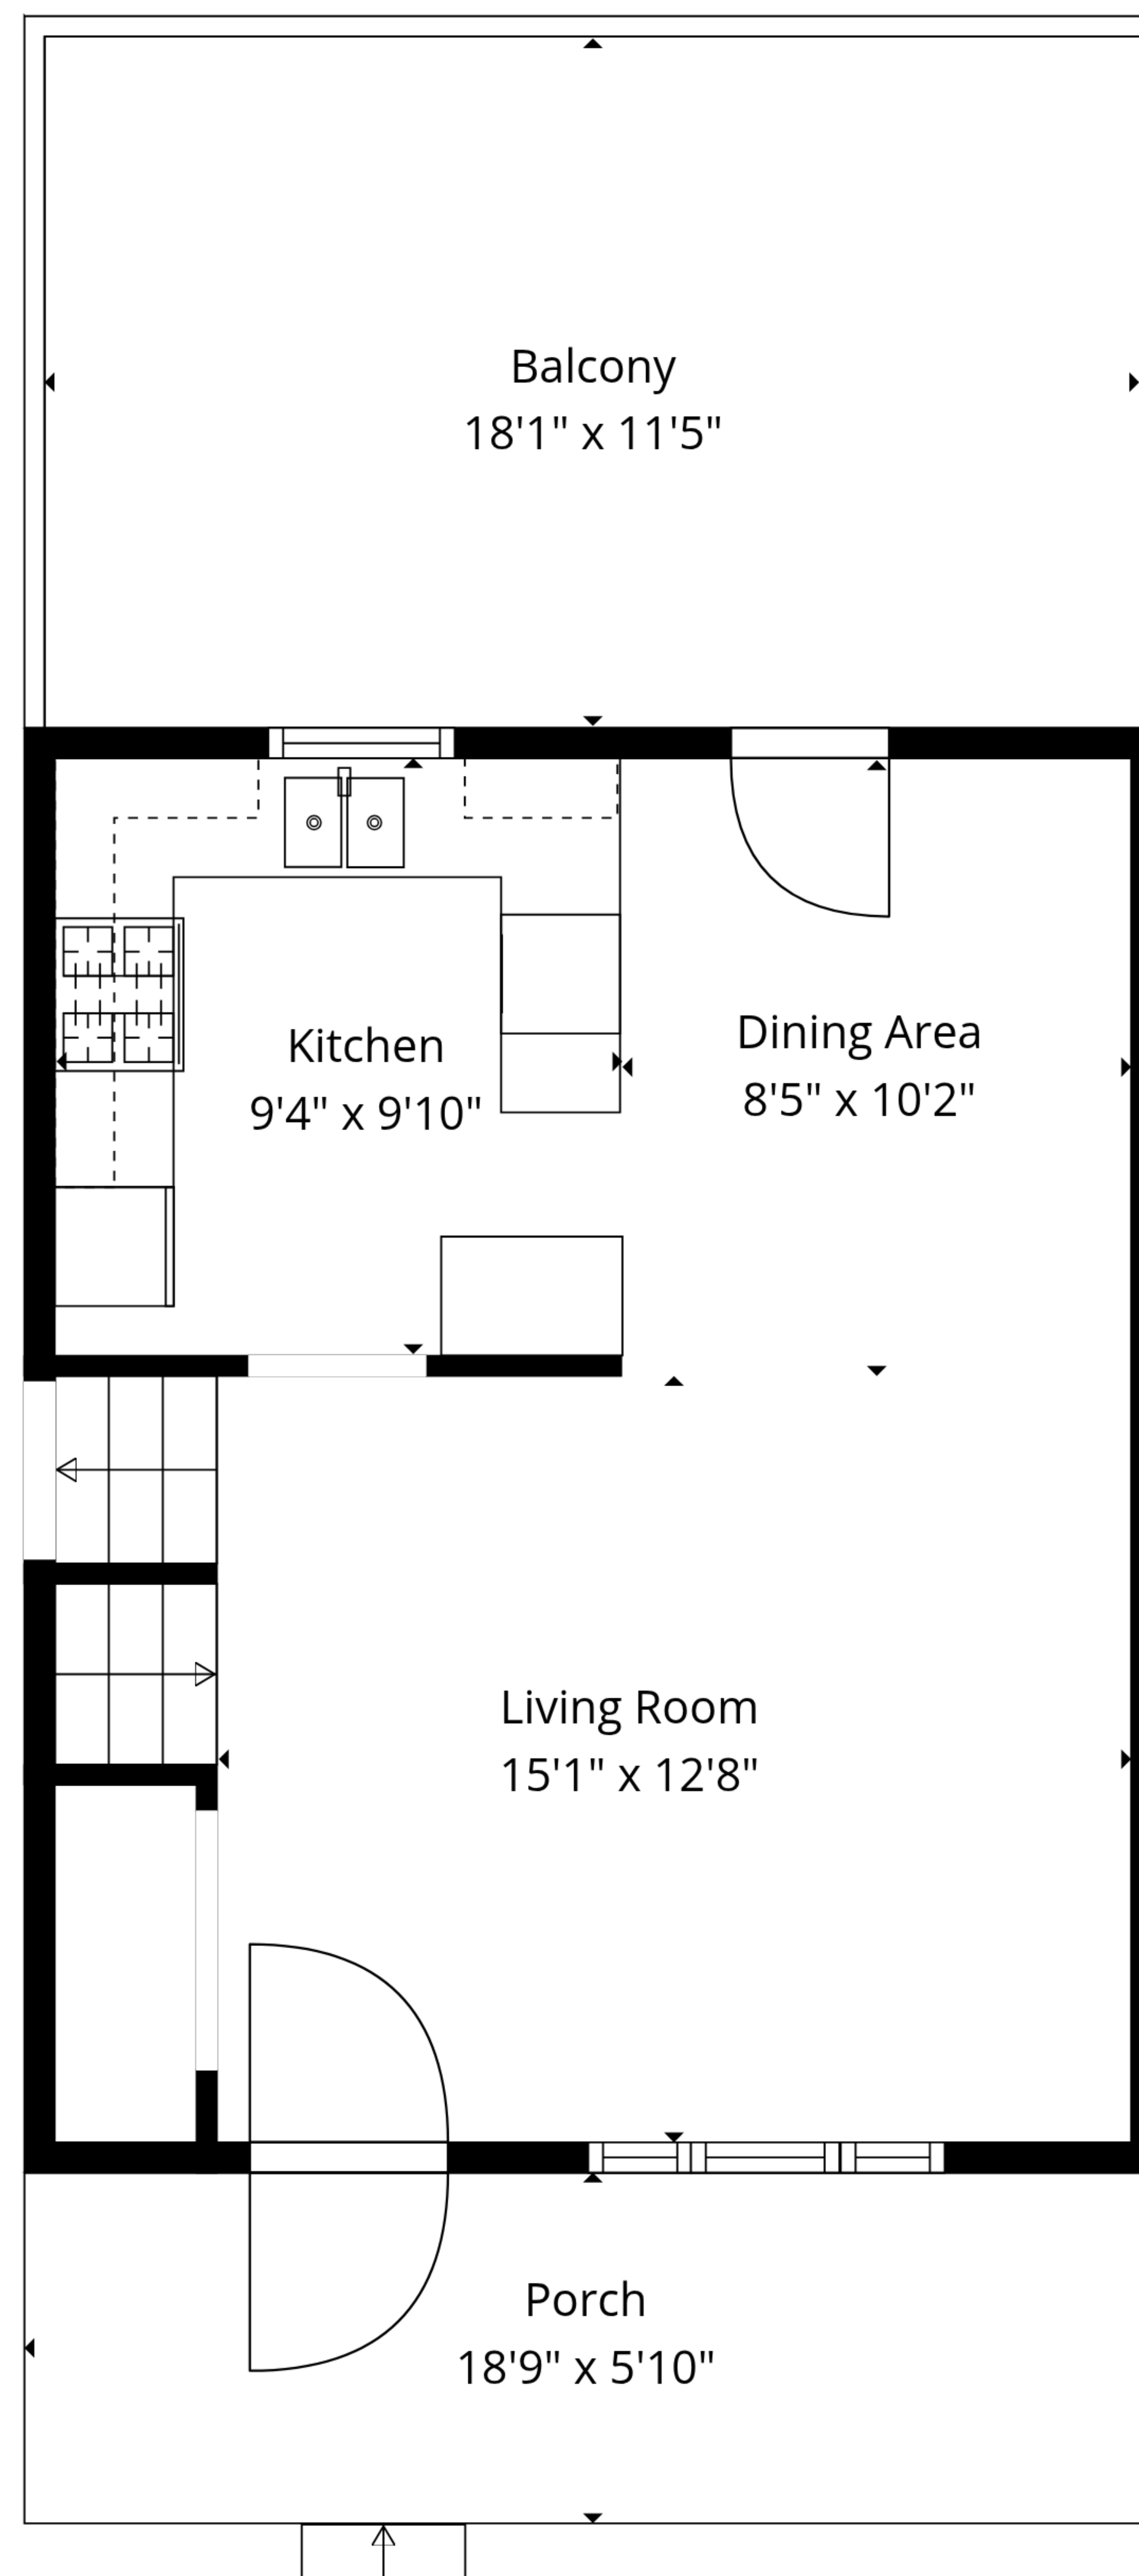 Balcony
18'1" x 11'5"
Kitchen
9'4" x 9'10"
Dining Area
8'5" x 10'2"
Living Room
15'1" x 12'8"
Porch
18'9" x 5'10"